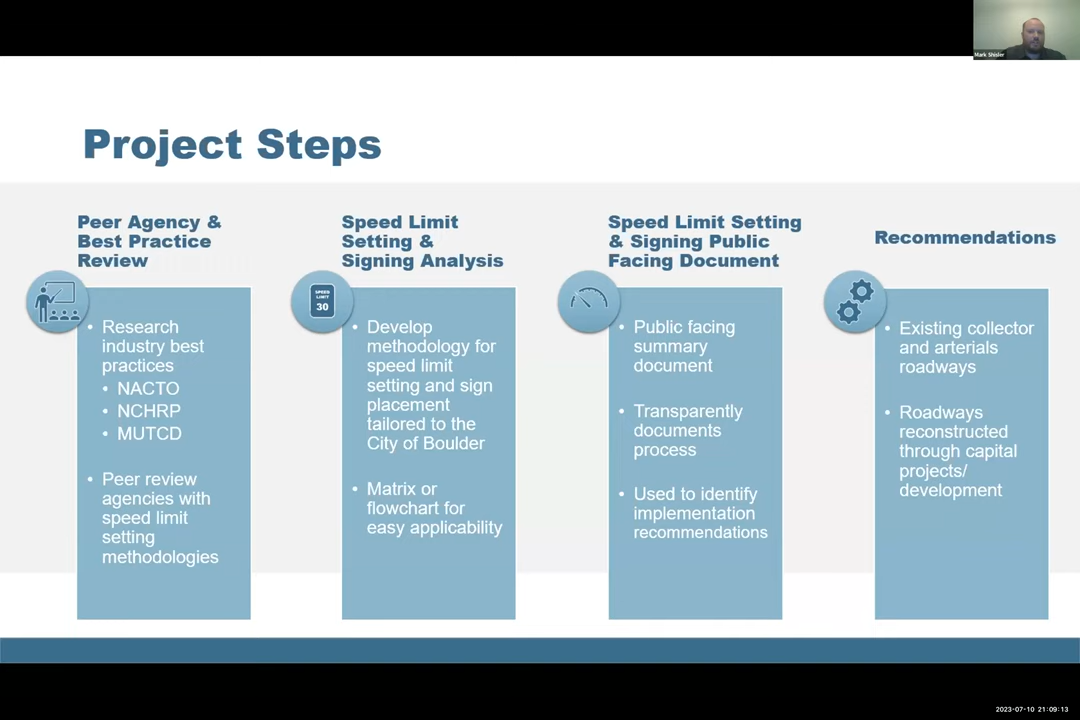 Mark Shisler
Project Steps
Peer Agency &
Best Practice
Review
• Research
industry best
practices
• NACTO
• NCHRP
• MUTCD
• Peer review
agencies with
speed limit
setting
methodologies
Speed Limit
Setting &
Signing Analysis
SPEED
LIMIT
30
• Develop
methodology for
speed limit
setting and sign
placement
tailored to the
City of Boulder
• Matrix or
flowchart for
easy applicability
Speed Limit Setting
& Signing Public
Facing Document
• Public facing
summary
document
• Transparently
documents
process
• Used to identify
implementation
recommendations
Recommendations
• Existing collector
and arterials
roadways
• Roadways
reconstructed
through capital
projects/
development
2023-07-10 21:09:13